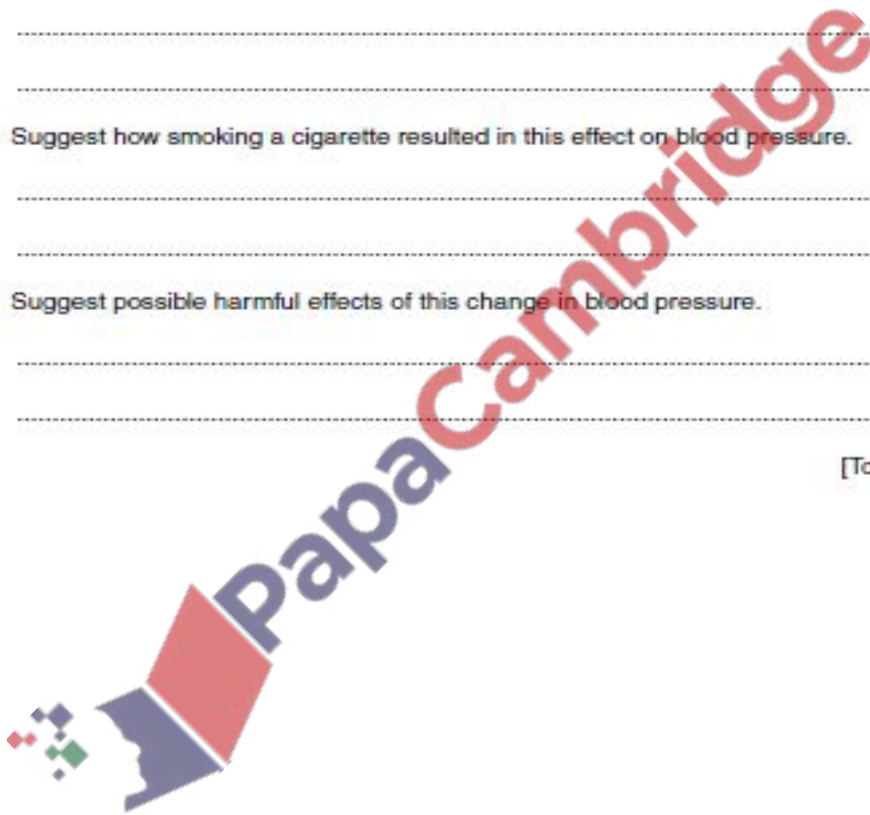 Suggest how smoking a cigarette resulted in this effect on blood pressure.
Suggest possible harmful effects of this change in blood pressure.
[To
PapaCambridge